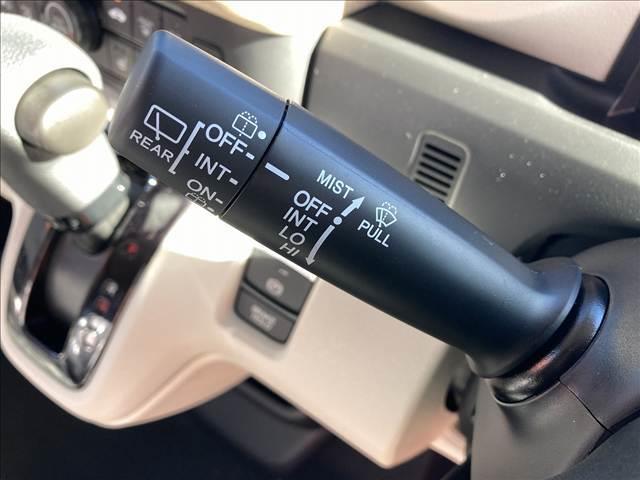 REAR
OFF
INT
ON
MIST
OFF
INT
LO
HI
PULL